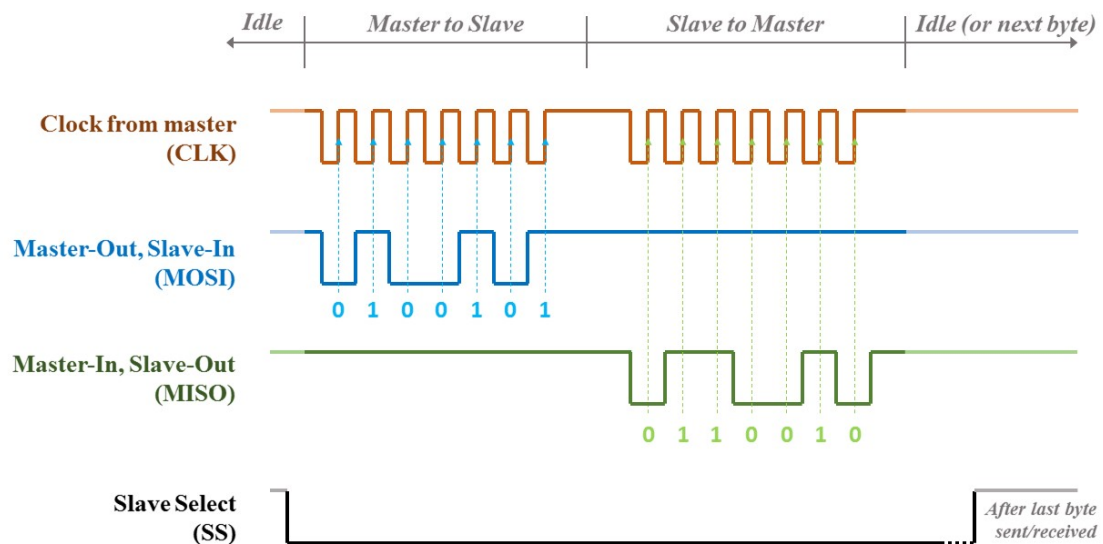 Idle
Master to Slave
Slave to Master
Idle (or next byte)
Clock from master
(CLK)
Master-Out, Slave-In
(MOSI)
0 1 0 0 1 0 1
Master-In, Slave-Out
(MISO)
0 1 1 0 0 1 0
Slave Select
(SS)
After last byte
sent/received